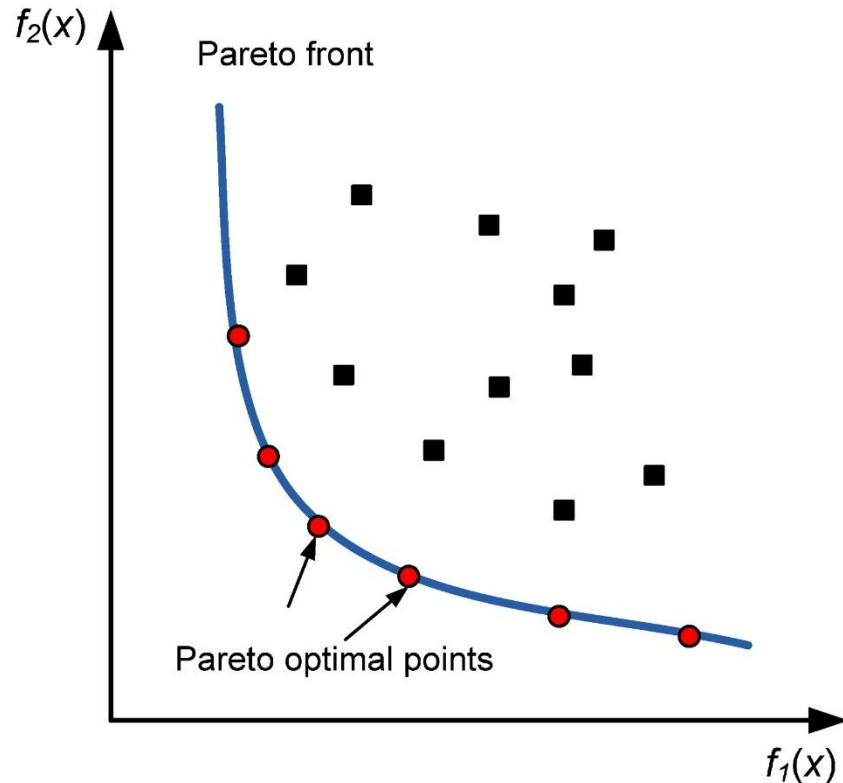 f₂(x)
Pareto front
Pareto optimal points
f₁(x)